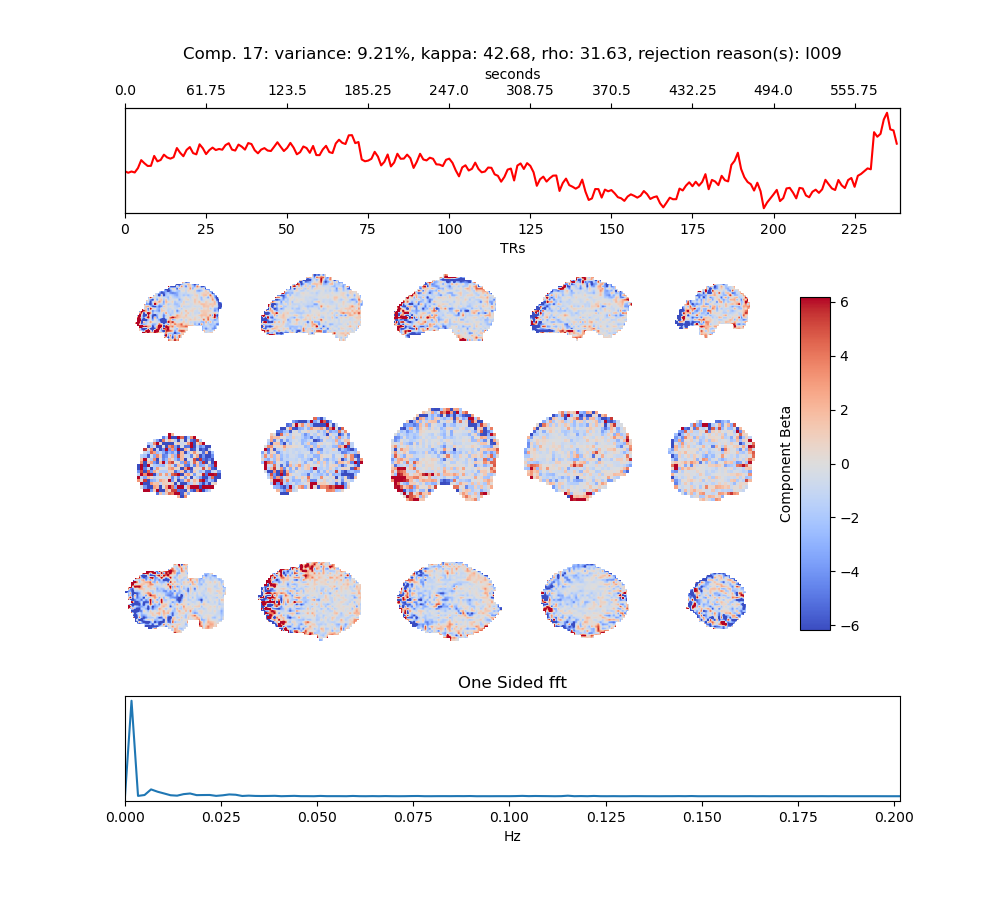 Comp. 17: variance: 9.21%, kappa: 42.68, rho: 31.63, rejection reason(s): I009
seconds
0.0 61.75 123.5 185.25 247.0 308.75 370.5 432.25 494.0 555.75
0 25 50 75 100 125 150 175 200 225
TRs
6
4
2
0
−2
−4
−6
Component Beta
One Sided fft
0.000 0.025 0.050 0.075 0.100 0.125 0.150 0.175 0.200
Hz